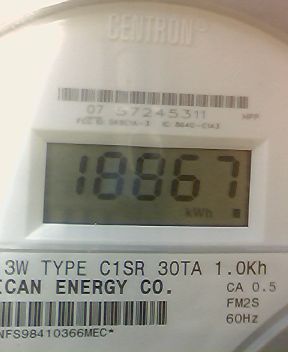 CENTRON®
07 57245311
18867
kWh
3W TYPE C1SR 30TA 1.0Kh
ICAN ENERGY CO.
CA 0.5
FM2S
60Hz
NFS98410366MEC*